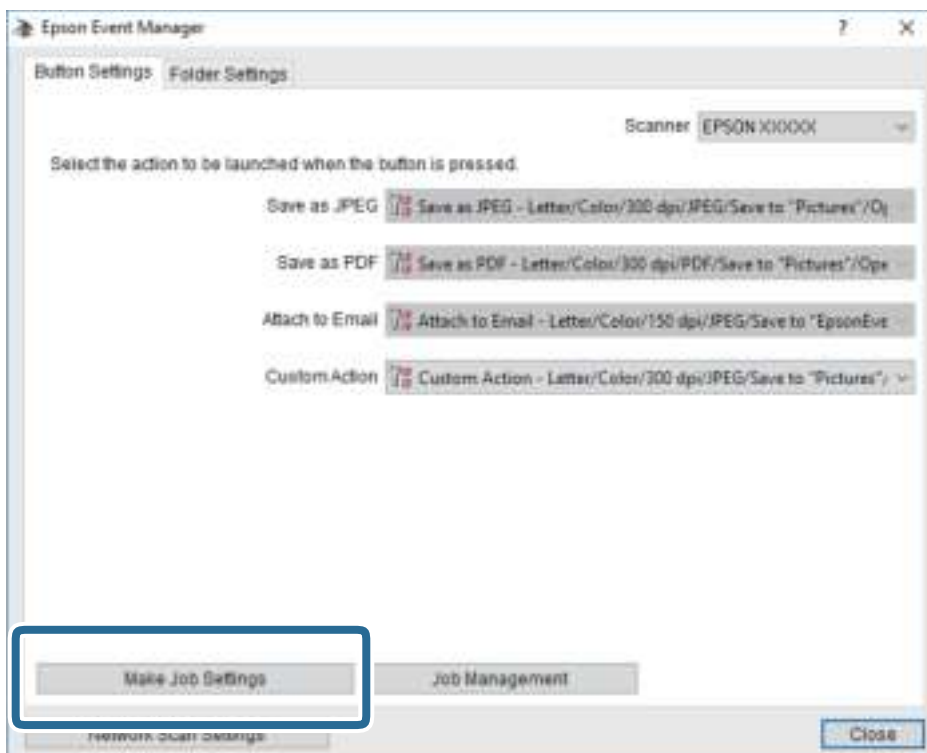 Epson Event Manager
Button Settings Folder Settings
Scanner EPSON XXXXX
Select the action to be launched when the button is pressed.
Save as JPEG Save as JPEG - Letter/Color/300 dpi/JPEG/Save to "Pictures"/Op
Save as PDF Save as PDF - Letter/Color/300 dpi/PDF/Save to "Pictures"/Ope
Attach to Email Attach to Email - Letter/Color/150 dpi/JPEG/Save to "EpsonEve
Custom Action Custom Action - Letter/Color/300 dpi/JPEG/Save to "Pictures"/
Make Job Settings Job Management
Network Scan Settings Close